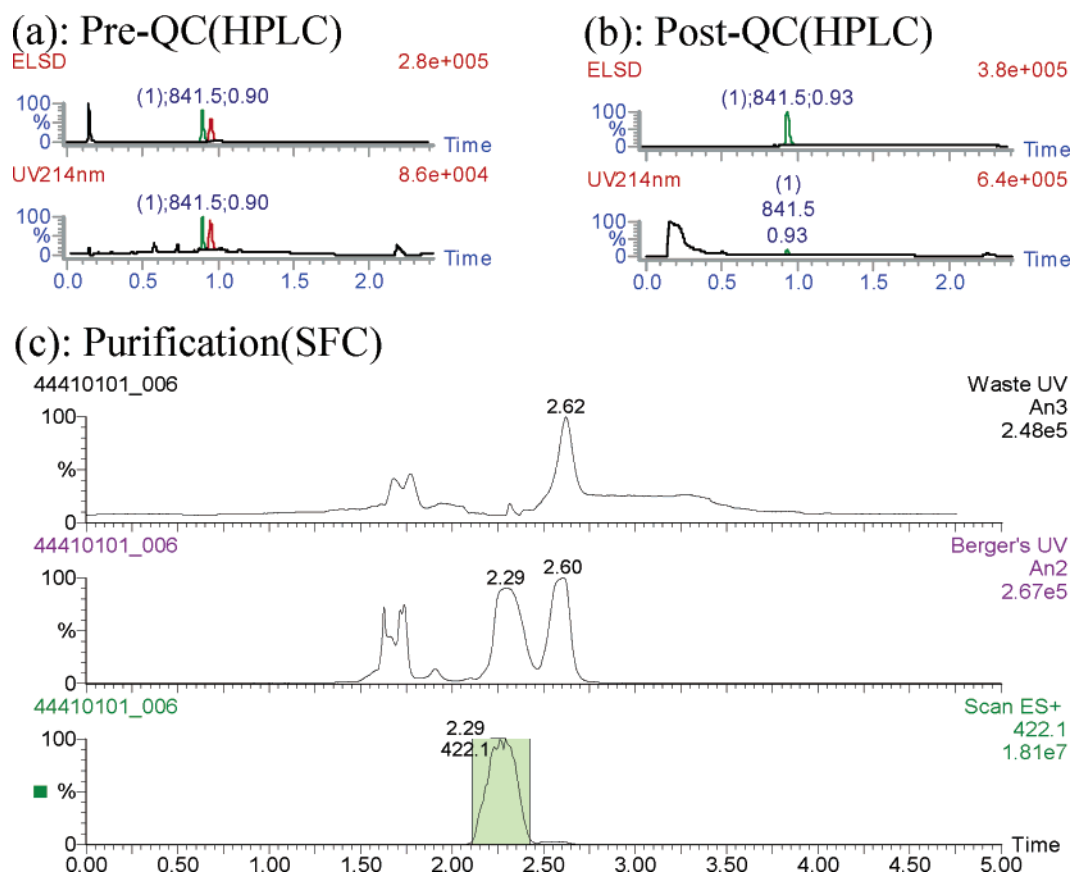 (a): Pre-QC(HPLC)
ELSD 2.8e+005
(1);841.5;0.90
100
%
0
Time
UV214nm 8.6e+004
(1);841.5;0.90
100
%
0
Time
0.0 0.5 1.0 1.5 2.0
(b): Post-QC(HPLC)
ELSD 3.8e+005
(1);841.5;0.93
100
%
0
Time
UV214nm 6.4e+005
(1)
841.5
0.93
100
%
0
Time
0.0 0.5 1.0 1.5 2.0
(c): Purification(SFC)
44410101_006 Waste UV
An3
2.48e5
2.62
100
%
0
44410101_006 Berger's UV
An2
2.67e5
2.29 2.60
100
%
0
44410101_006 Scan ES+
422.1
1.81e7
2.29
422.1
100
%
0
Time
0.00 0.50 1.00 1.50 2.00 2.50 3.00 3.50 4.00 4.50 5.00